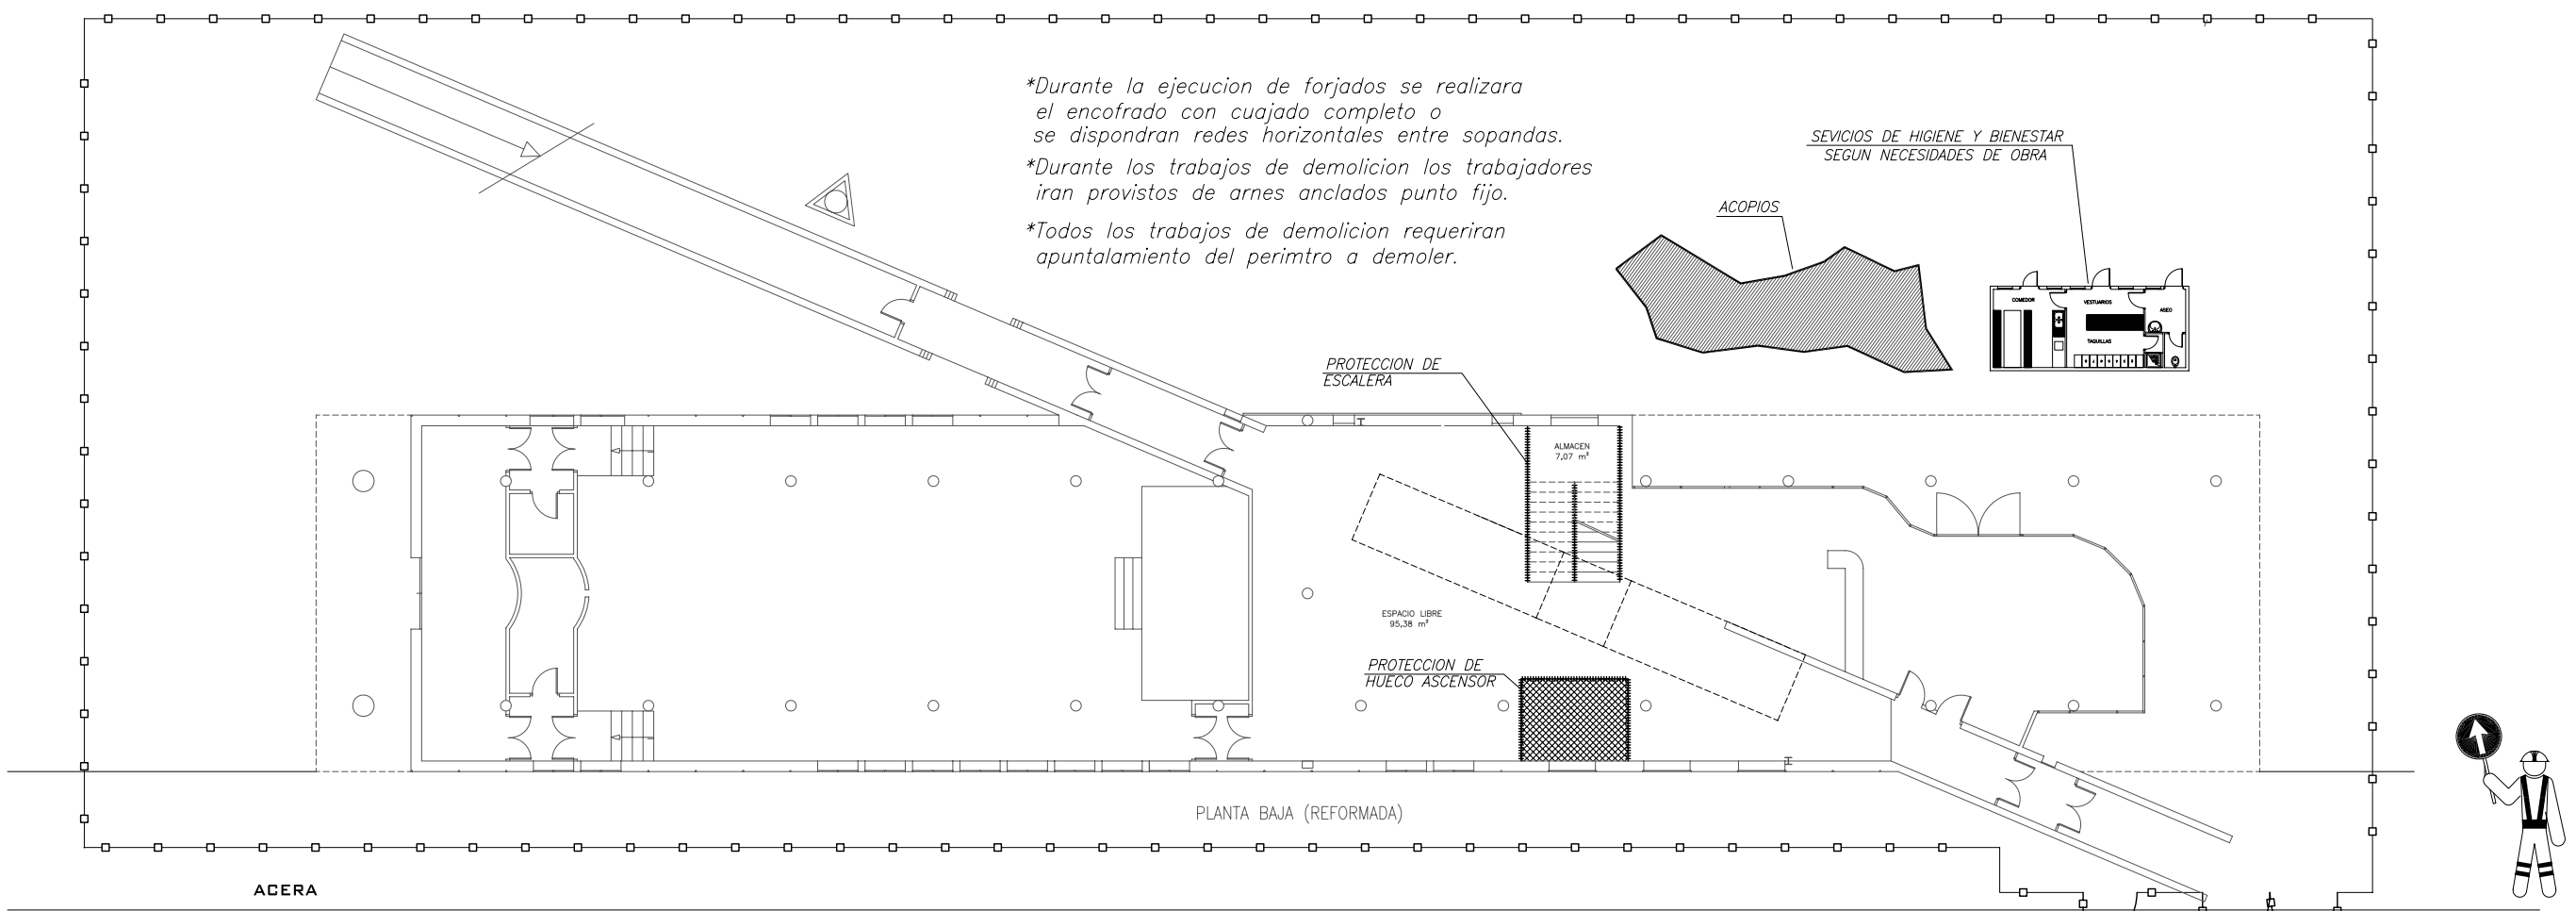 *Durante la ejecucion de forjados se realizara
el encofrado con cuajado completo o
se dispondran redes horizontales entre sopandas.
*Durante los trabajos de demolicion los trabajadores
iran provistos de arnes anclados punto fijo.
*Todos los trabajos de demolicion requeriran
apuntalamiento del perimtro a demoler.
SEVICIOS DE HIGIENE Y BIENESTAR
SEGUN NECESIDADES DE OBRA
ACOPIOS
COMEDOR
VESTUARIOS
ASEO
TAQUILLAS
PROTECCION DE
ESCALERA
ALMACEN
7,07 m²
ESPACIO LIBRE
95,38 m²
PROTECCION DE
HUECO ASCENSOR
PLANTA BAJA (REFORMADA)
ACERA